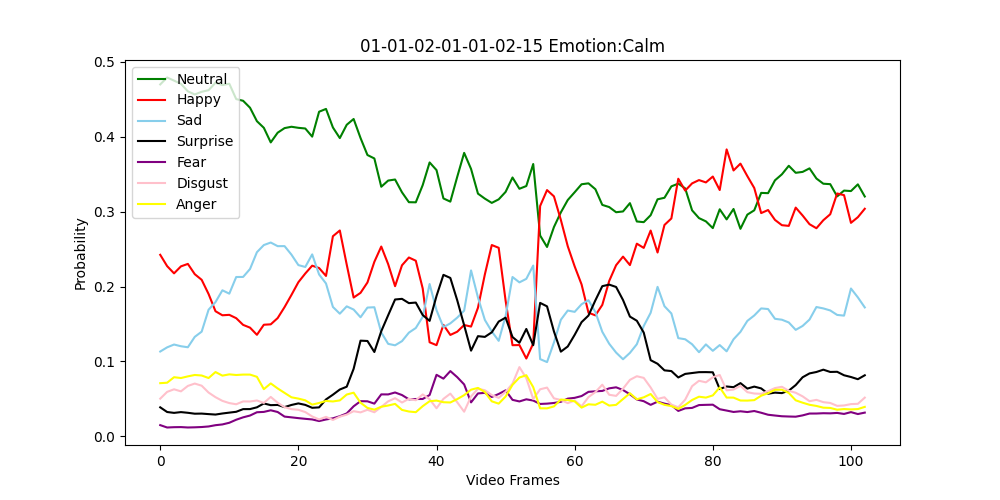 01-01-02-01-01-02-15 Emotion:Calm
0.5
0.4
0.3
0.2
0.1
0.0
Probability
Neutral
Happy
Sad
Surprise
Fear
Disgust
Anger
0 20 40 60 80 100
Video Frames